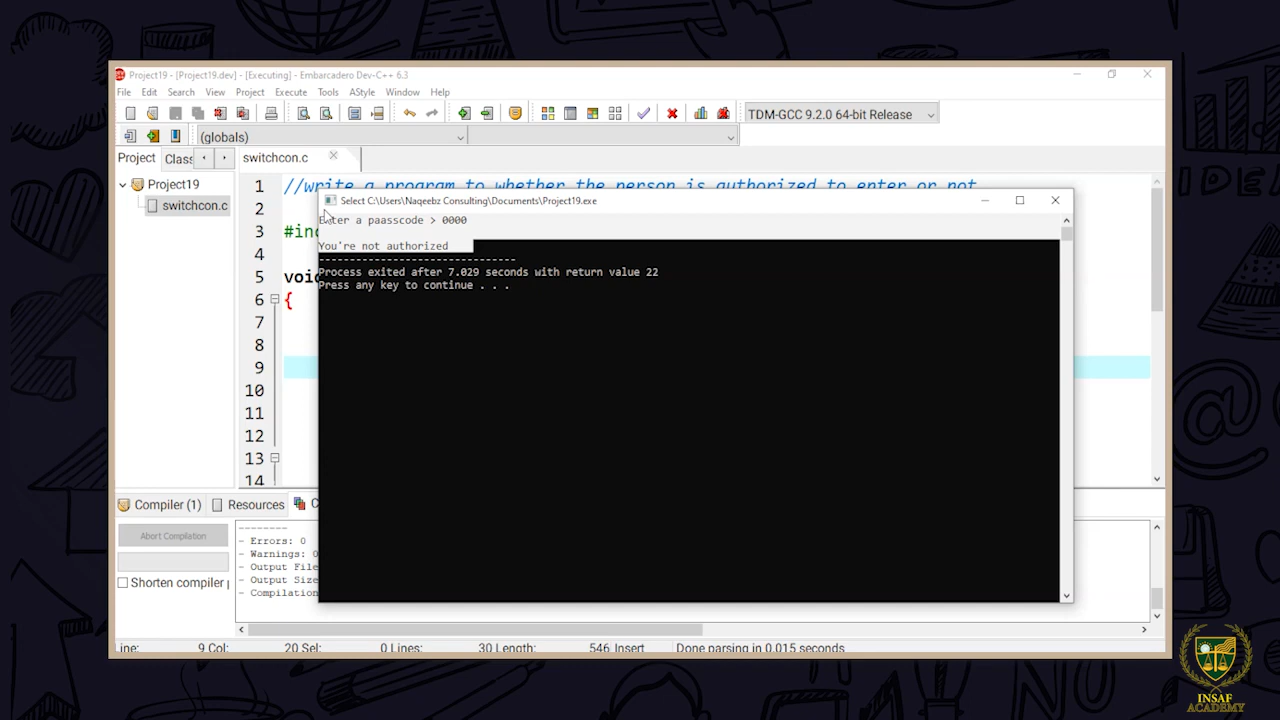 Project19 - [Project19.dev] - [Executing] - Embarcadero Dev-C++ 6.3
File Edit Search View Project Execute Tools AStyle Window Help
TDM-GCC 9.2.0 64-bit Release
(globals)
Project Class switchcon.c
Project19
switchcon.c
1 //write a program to whether the person is authorized to enter or not
2
3
4
5
6 {
7
8
9
10
11
12
13
14
Select C:\Users\Naqeebz Consulting\Documents\Project19.exe
Enter a paasscode > 0000
You're not authorized
--------------------------------
Process exited after 7.029 seconds with return value 22
Press any key to continue . . .
Compiler (1) Resources
Abort Compilation
Shorten compiler
--------
- Errors: 0
- Warnings: 0
- Output
- Output Size
- Compilation
Line: 9 Col: 20 Sel: 0 Lines: 30 Length: 546 Insert Done parsing in 0.015 seconds
IDEA
INSAF
ACADEMY